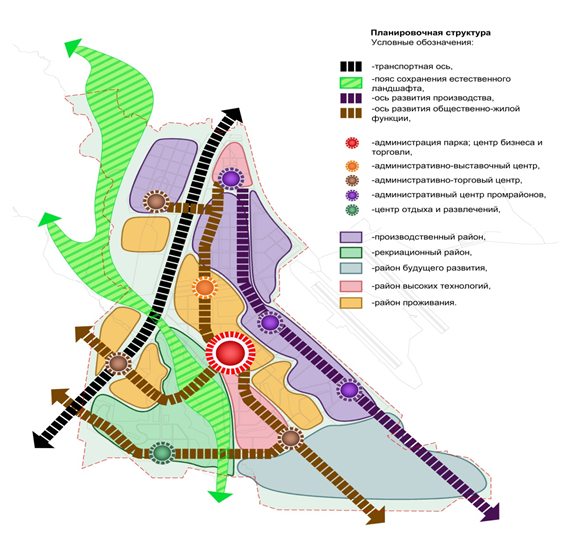 Планировочная структура
Условные обозначения:
-транспортная ось,
-пояс сохранения естественного
ландшафта,
-ось развития производства,
-ось развития общественно-жилой
функции,
-администрация парка; центр бизнеса и
торговли,
-административно-выставочный центр,
-административно-торговый центр,
-административный центр промрайонов,
-центр отдыха и развлечений,
-производственный район,
-рекриационный район,
-район будущего развития,
-район высоких технологий,
-район проживания.